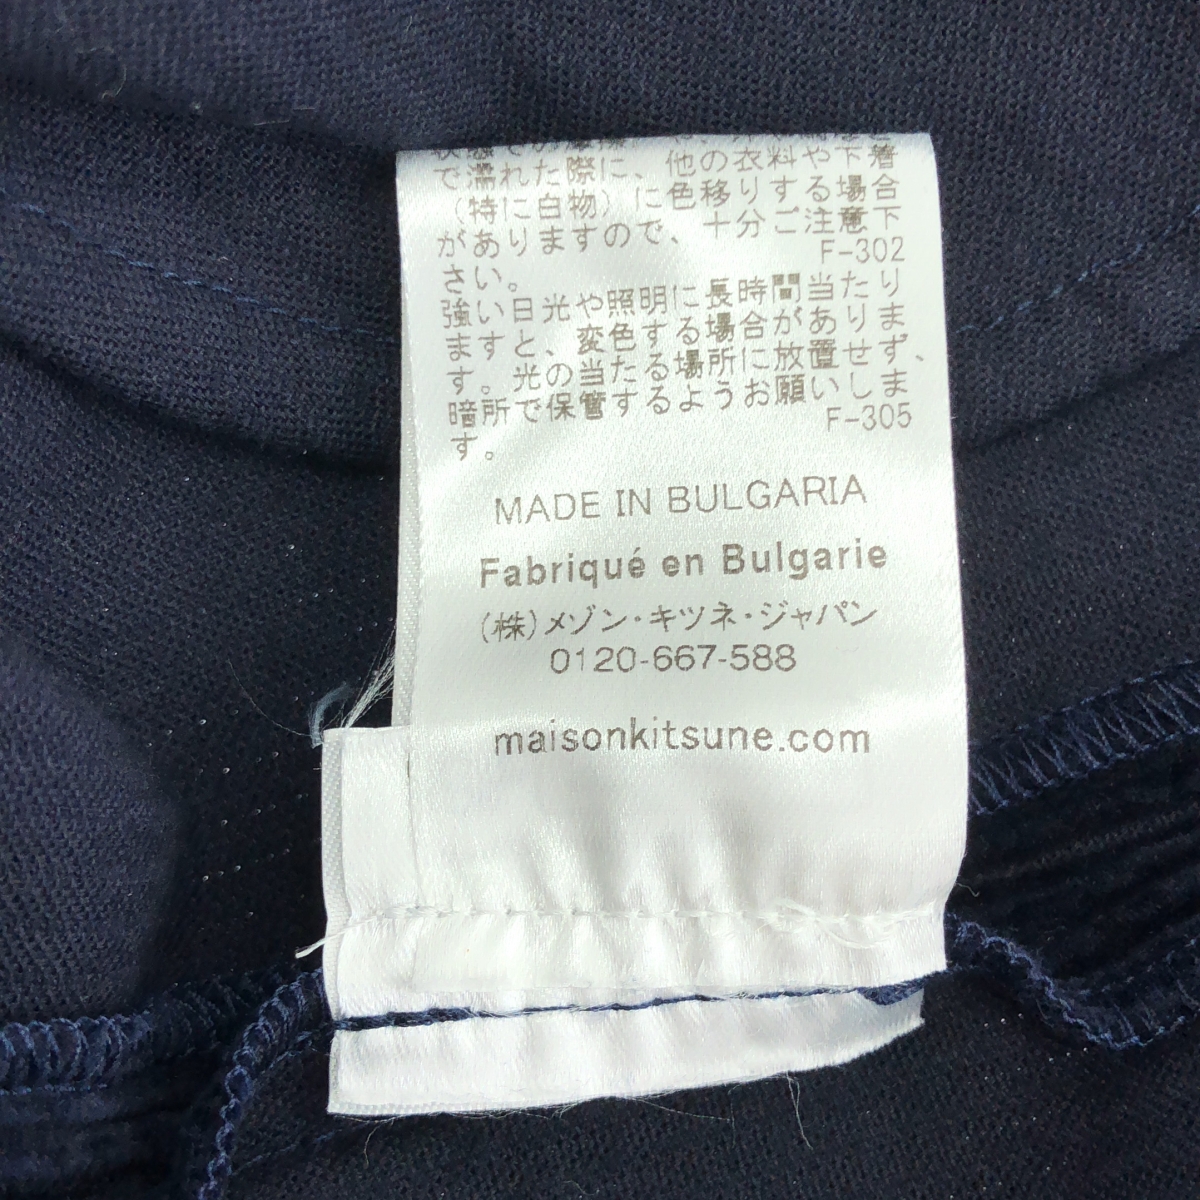 で濡れた際に、他の衣料や下着
(特に白物)に色移りする場合
がありますので、十分ご注意下
さい。
F-302
強い日光や照明に長時間当たり
ますと、変色する場合がありま
す。光の当たる場所に放置せず、
暗所で保管するようお願いしま
す。
F-305
MADE IN BULGARIA
Fabriqué en Bulgarie
(株)メゾン・キツネ・ジャパン
0120-667-588
maisonkitsune.com